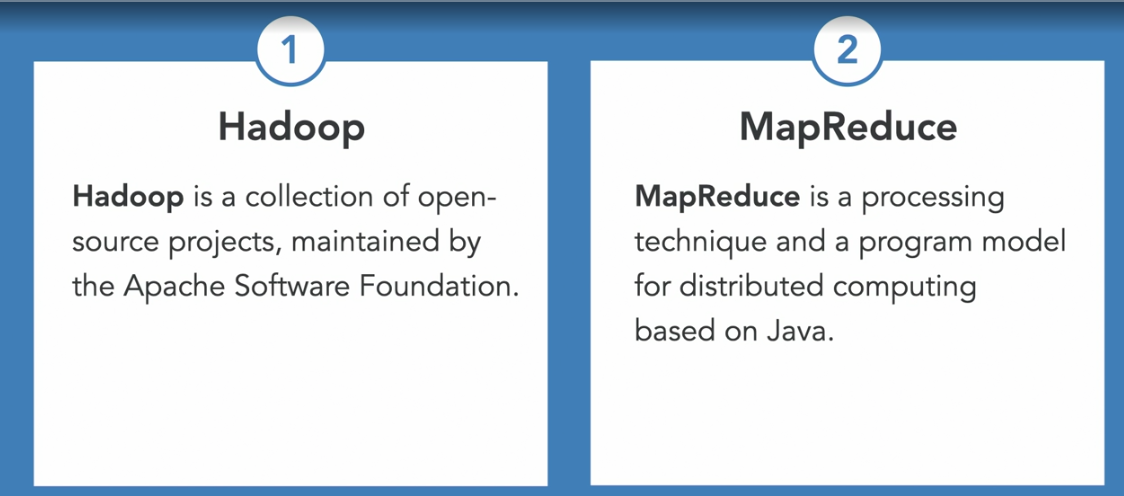 1
Hadoop
Hadoop is a collection of open-
source projects, maintained by
the Apache Software Foundation.
2
MapReduce
MapReduce is a processing
technique and a program model
for distributed computing
based on Java.